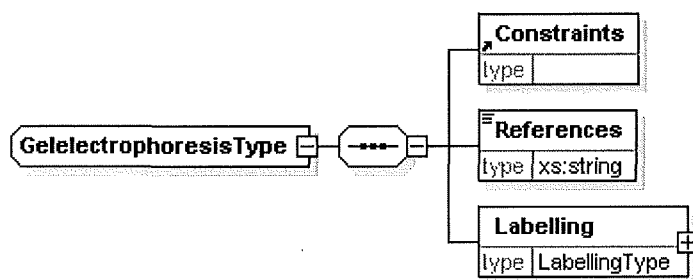 Constraints
type
GelelectrophoresisType
References
type xs:string
Labelling
type LabellingType